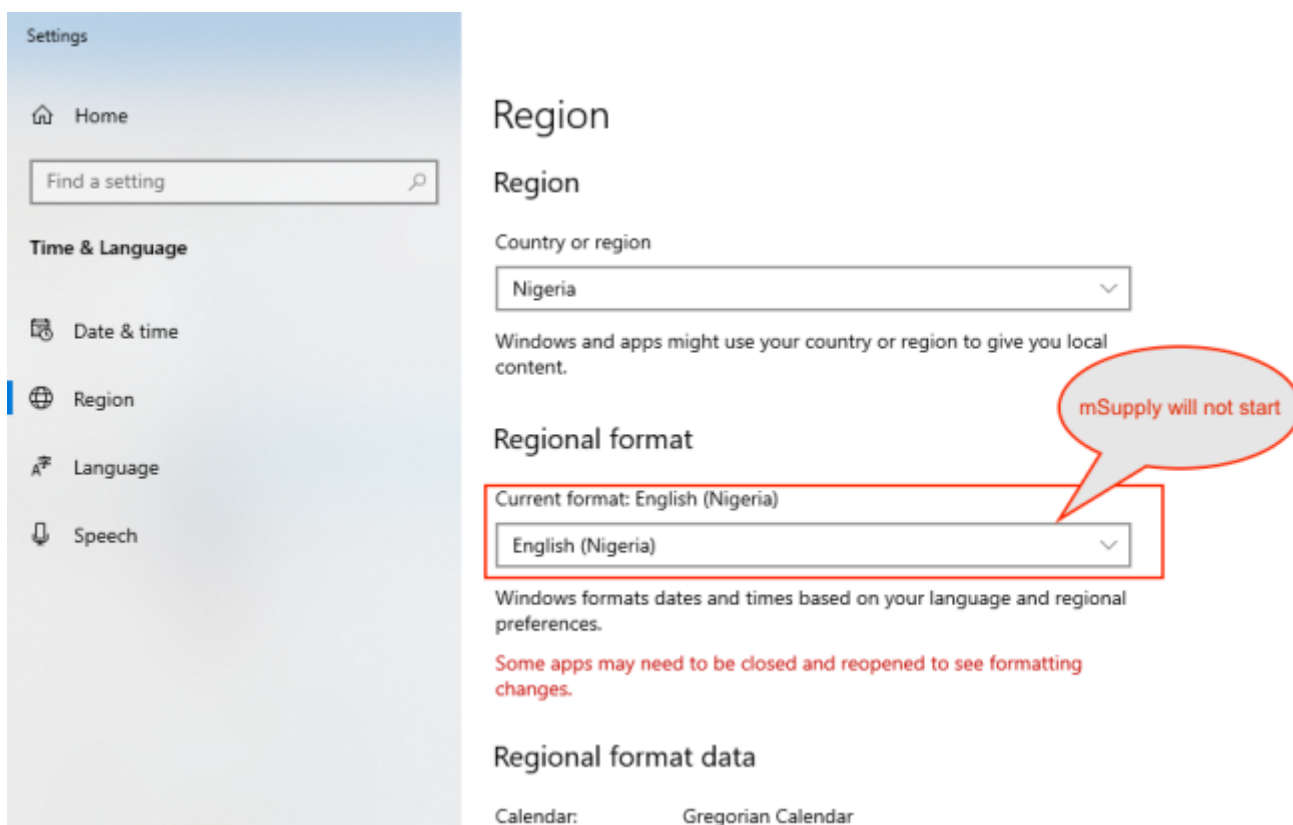 Settings
Home
Find a setting
Time & Language
Date & time
Region
Language
Speech
Region
Region
Country or region
Nigeria
Windows and apps might use your country or region to give you local
content.
mSupply will not start
Regional format
Current format: English (Nigeria)
English (Nigeria)
Windows formats dates and times based on your language and regional
preferences.
Some apps may need to be closed and reopened to see formatting
changes.
Regional format data
Calendar: Gregorian Calendar